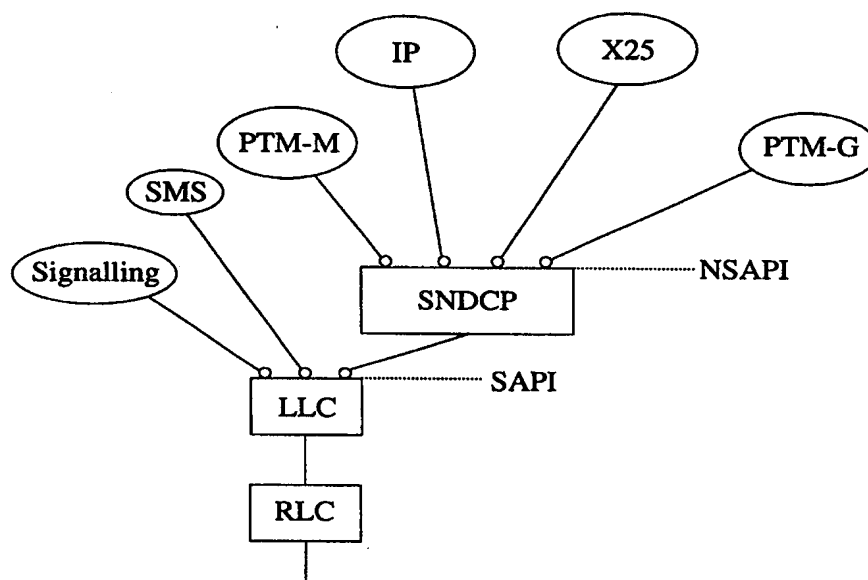 IP
X25
PTM-M
PTM-G
SMS
Signalling
NSAPI
SNDCP
SAPI
LLC
RLC